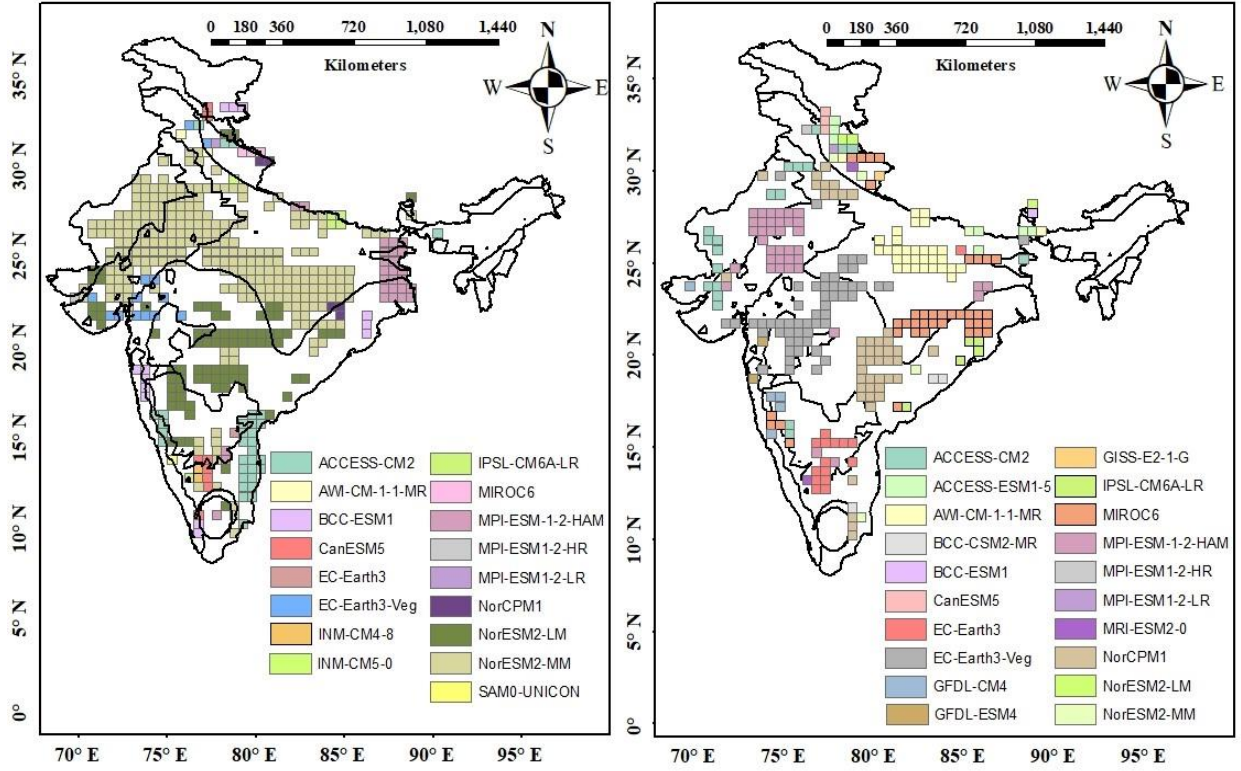 0 180 360 720 1,080 1,440
Kilometers
N
W E
S
35° N
30° N
25° N
20° N
15° N
10° N
5° N
0°
70° E 75° E 80° E 85° E 90° E 95° E
ACCESS-CM2
AWI-CM-1-1-MR
BCC-ESM1
CanESM5
EC-Earth3
EC-Earth3-Veg
INM-CM4-8
INM-CM5-0
IPSL-CM6A-LR
MIROC6
MPI-ESM-1-2-HAM
MPI-ESM1-2-HR
MPI-ESM1-2-LR
NorCPM1
NorESM2-LM
NorESM2-MM
SAM0-UNICON
0 180 360 720 1,080 1,440
Kilometers
N
W E
S
35° N
30° N
25° N
20° N
15° N
10° N
5° N
0°
70° E 75° E 80° E 85° E 90° E 95° E
ACCESS-CM2
ACCESS-ESM1-5
AWI-CM-1-1-MR
BCC-CSM2-MR
BCC-ESM1
CanESM5
EC-Earth3
EC-Earth3-Veg
GFDL-CM4
GFDL-ESM4
GISS-E2-1-G
IPSL-CM6A-LR
MIROC6
MPI-ESM-1-2-HAM
MPI-ESM1-2-HR
MPI-ESM1-2-LR
MRI-ESM2-0
NorCPM1
NorESM2-LM
NorESM2-MM